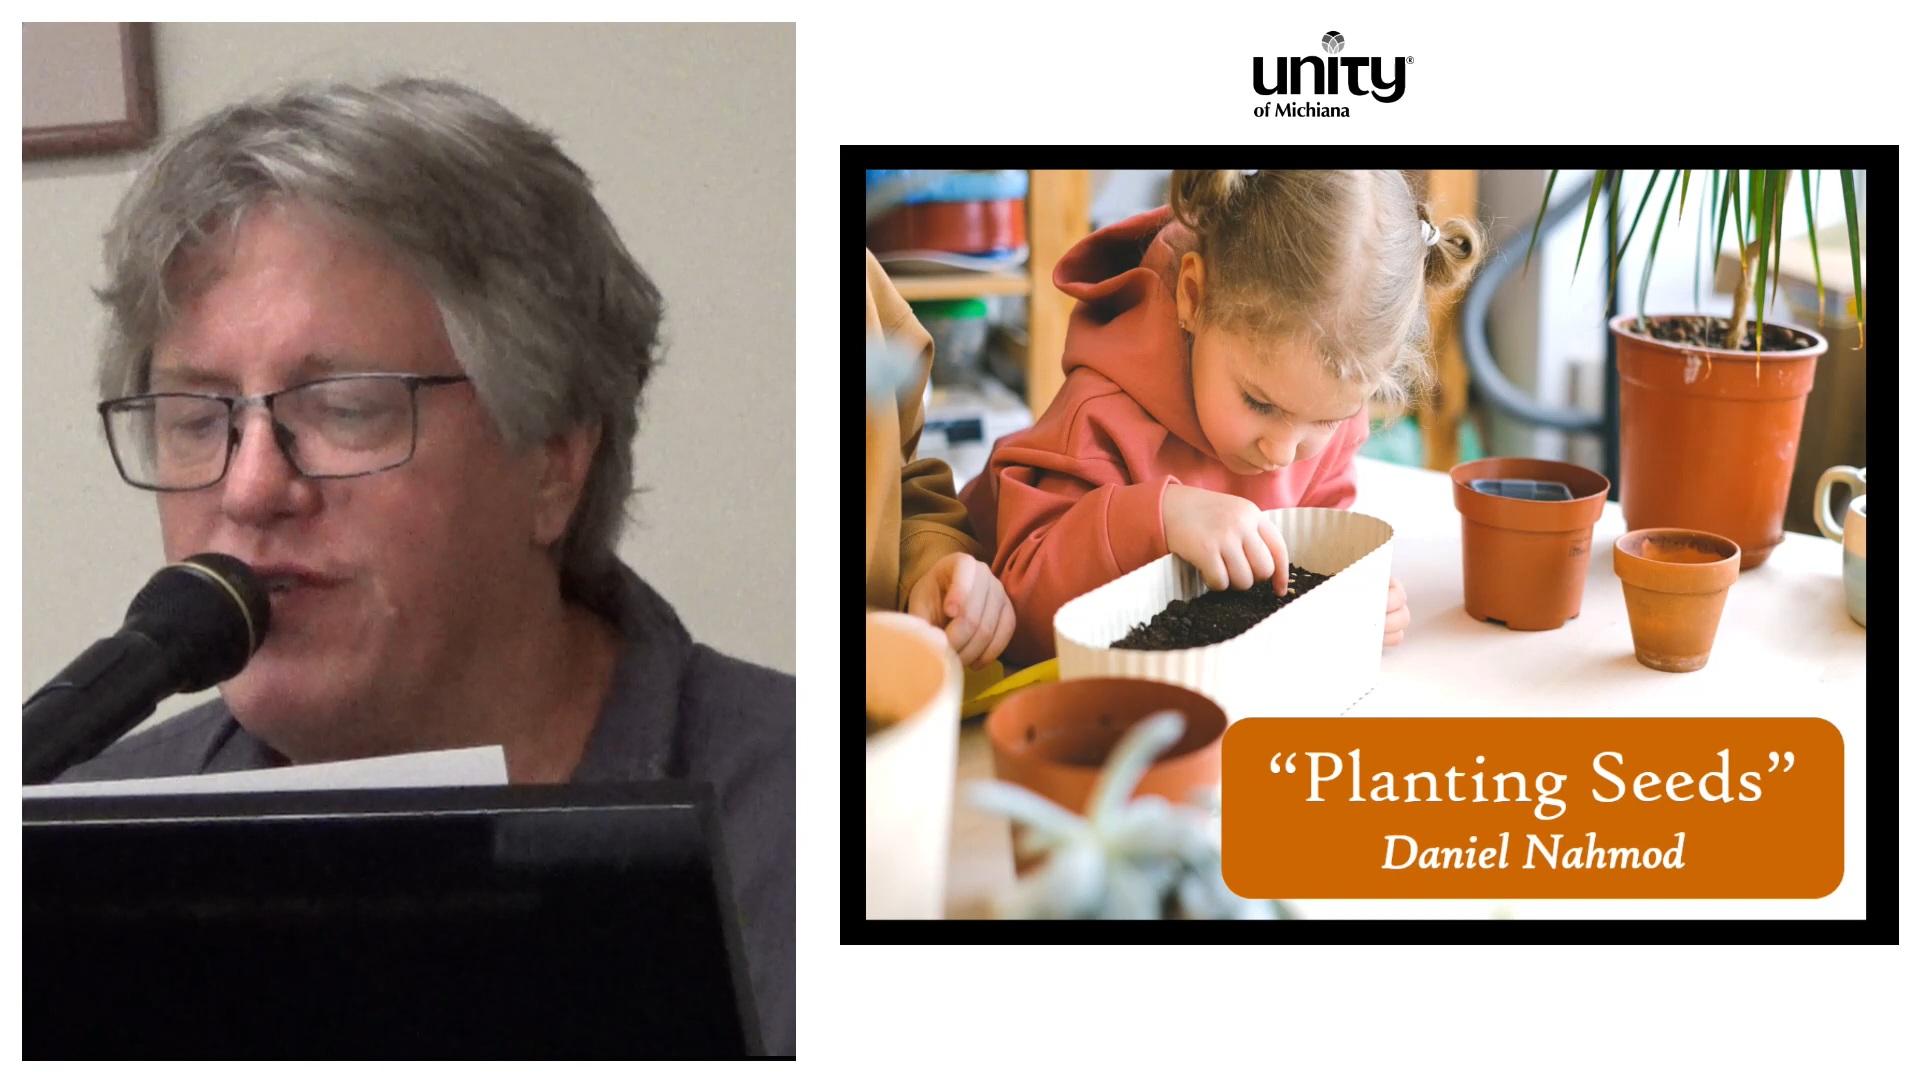 unity®
of Michiana
“Planting Seeds”
Daniel Nahmod